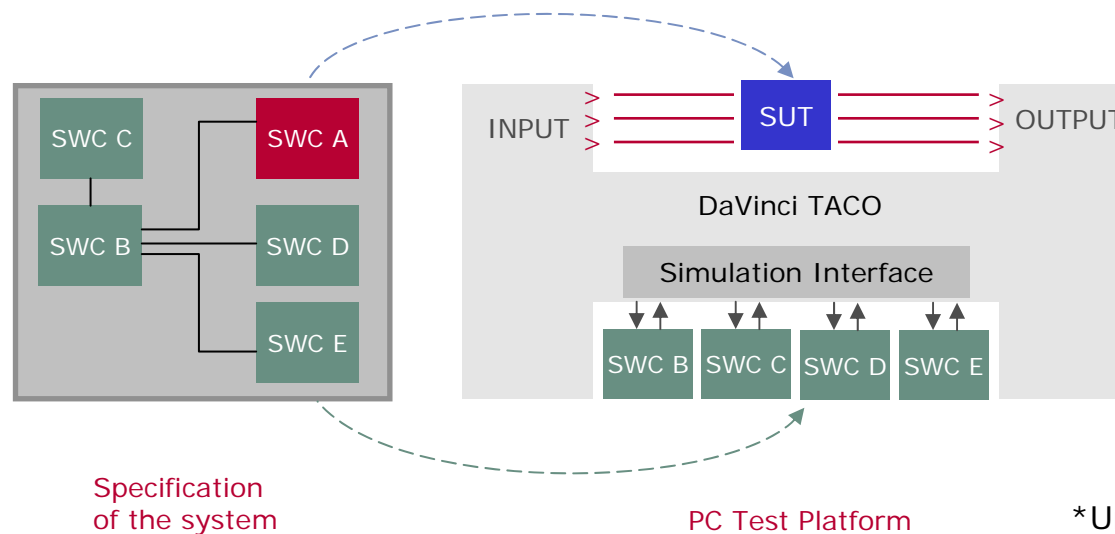 SWC C
SWC A
SWC B
SWC D
SWC E
Specification
of the system
INPUT
>
>
>
SUT
>
>
>
OUTPUT
DaVinci TACO
Simulation Interface
SWC B
SWC C
SWC D
SWC E
PC Test Platform
*U